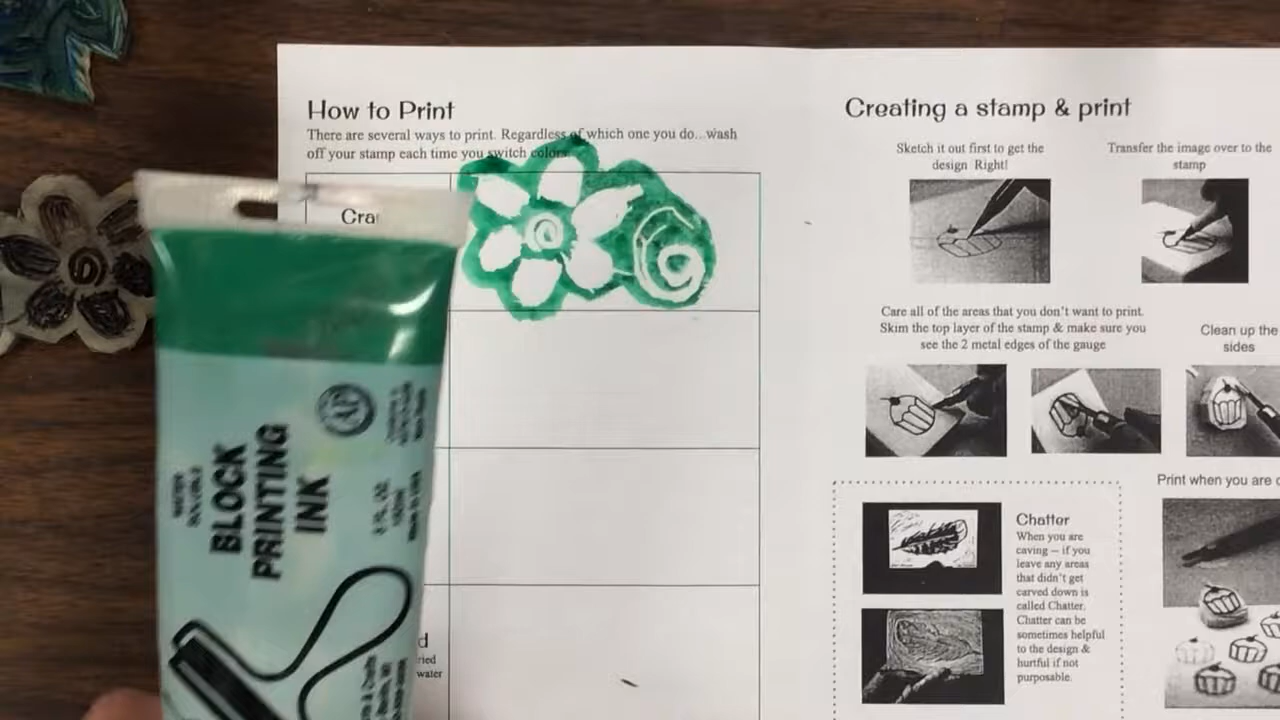 How to Print
There are several ways to print. Regardless of which one you do...wash
off your stamp each time you switch colors.
Cra
ried
water
BLOCK
PRINTING
INK
AP
Creating a stamp & print
Sketch it out first to get the
design Right!
Transfer the image over to the
stamp
Care all of the areas that you don't want to print.
Skim the top layer of the stamp & make sure you
see the 2 metal edges of the gauge
Clean up the
sides
Print when you are
Chatter
When you are
caving – if you
leave any areas
that didn't get
carved down is
called Chatter.
Chatter can be
sometimes helpful
to the design &
hurtful if not
purposable.